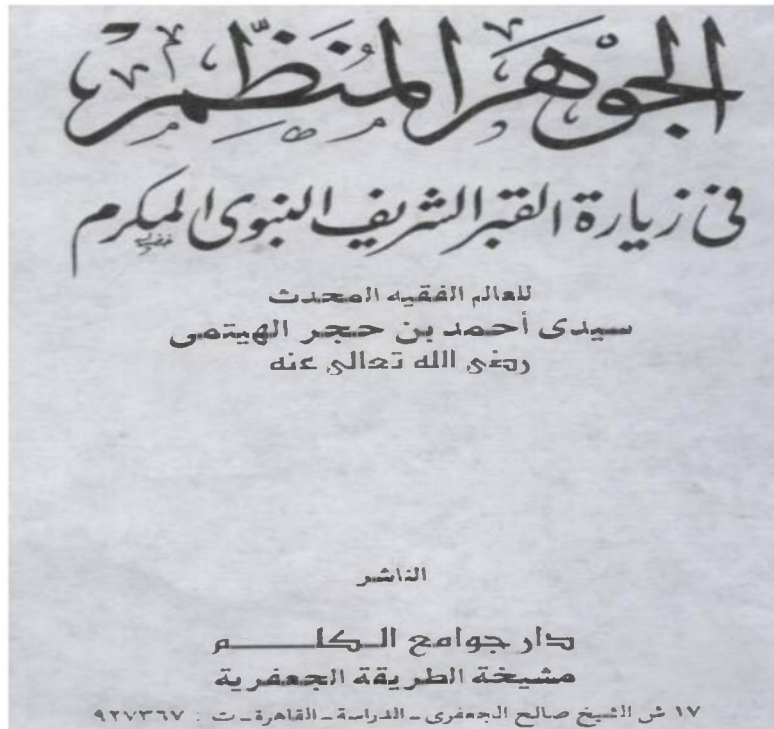 الجوهر المنظم
فى زيارة القبر الشريف النبوى المكرم
للعالم الفقيه المحدث
سيدى أحمد بن حجر الهيتمى
رضى الله تعالى عنه
الناشر
دار جوامع الكلم
مشيخة الطريقة الجعفرية
١٧ ش الشيخ صالح الجعفرى - الدراسة - القاهرة - ت : ٩٢٧٣٦٧